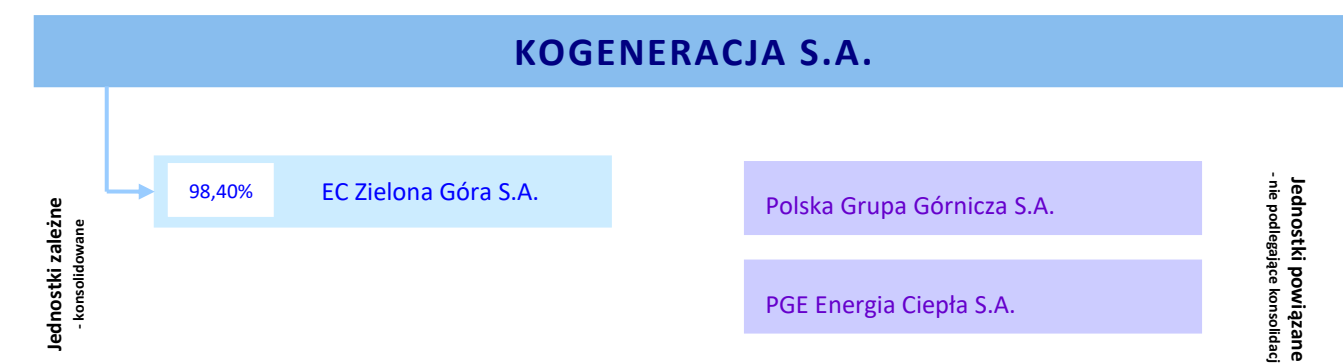 KOGENERACJA S.A.
98,40%
EC Zielona Góra S.A.
Polska Grupa Górnicza S.A.
PGE Energia Ciepła S.A.
Jednostki zależne
- konsolidowane
Jednostki powiązane
- nie podlegające konsolidacj